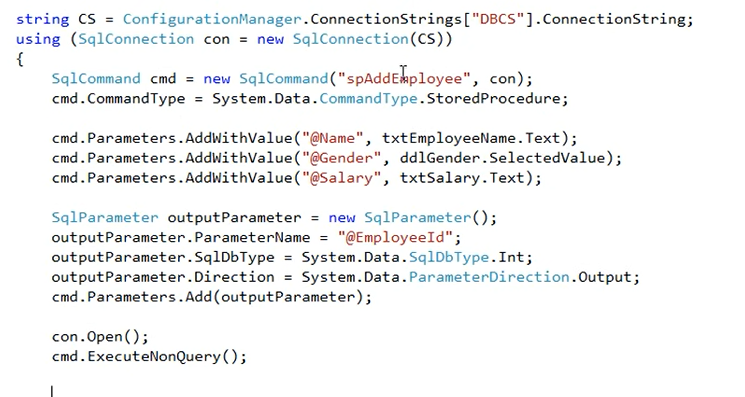 string CS = ConfigurationManager.ConnectionStrings["DBCS"].ConnectionString;
using (SqlConnection con = new SqlConnection(CS))
{
    SqlCommand cmd = new SqlCommand("spAddEmployee", con);
    cmd.CommandType = System.Data.CommandType.StoredProcedure;

    cmd.Parameters.AddWithValue("@Name", txtEmployeeName.Text);
    cmd.Parameters.AddWithValue("@Gender", ddlGender.SelectedValue);
    cmd.Parameters.AddWithValue("@Salary", txtSalary.Text);

    SqlParameter outputParameter = new SqlParameter();
    outputParameter.ParameterName = "@EmployeeId";
    outputParameter.SqlDbType = System.Data.SqlDbType.Int;
    outputParameter.Direction = System.Data.ParameterDirection.Output;
    cmd.Parameters.Add(outputParameter);

    con.Open();
    cmd.ExecuteNonQuery();